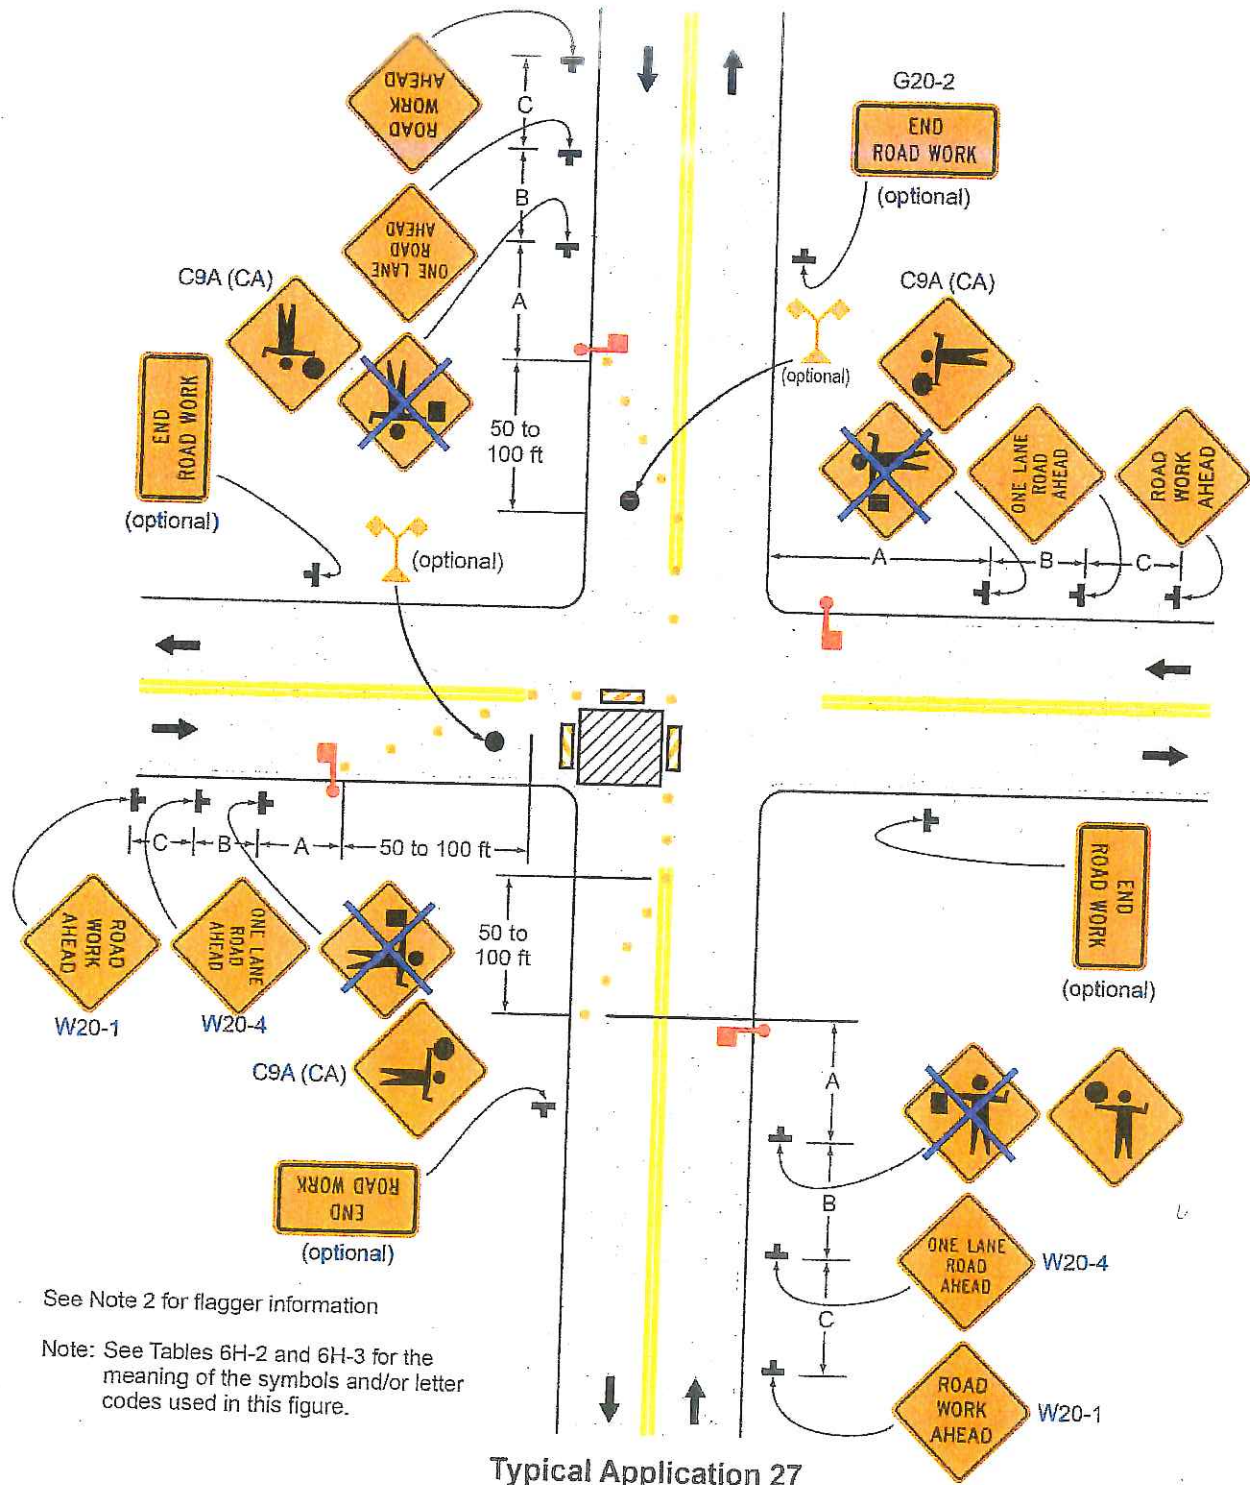 ROAD
WORK
AHEAD
C
G20-2
END
ROAD WORK
(optional)
ONE LANE
ROAD
AHEAD
B
C9A (CA)
A
C9A (CA)
(optional)
END
ROAD WORK
(optional)
50 to
100 ft
ONE LANE
ROAD
AHEAD
ROAD
WORK
AHEAD
(optional)
A
B
C
C
B
A
50 to 100 ft
ROAD
WORK
AHEAD
W20-1
ONE LANE
ROAD
AHEAD
W20-4
50 to
100 ft
END
ROAD WORK
(optional)
C9A (CA)
A
END
ROAD WORK
(optional)
B
ONE LANE
ROAD
AHEAD
W20-4
C
ROAD
WORK
AHEAD
W20-1
See Note 2 for flagger information
Note: See Tables 6H-2 and 6H-3 for the
meaning of the symbols and/or letter
codes used in this figure.
Typical Application 27